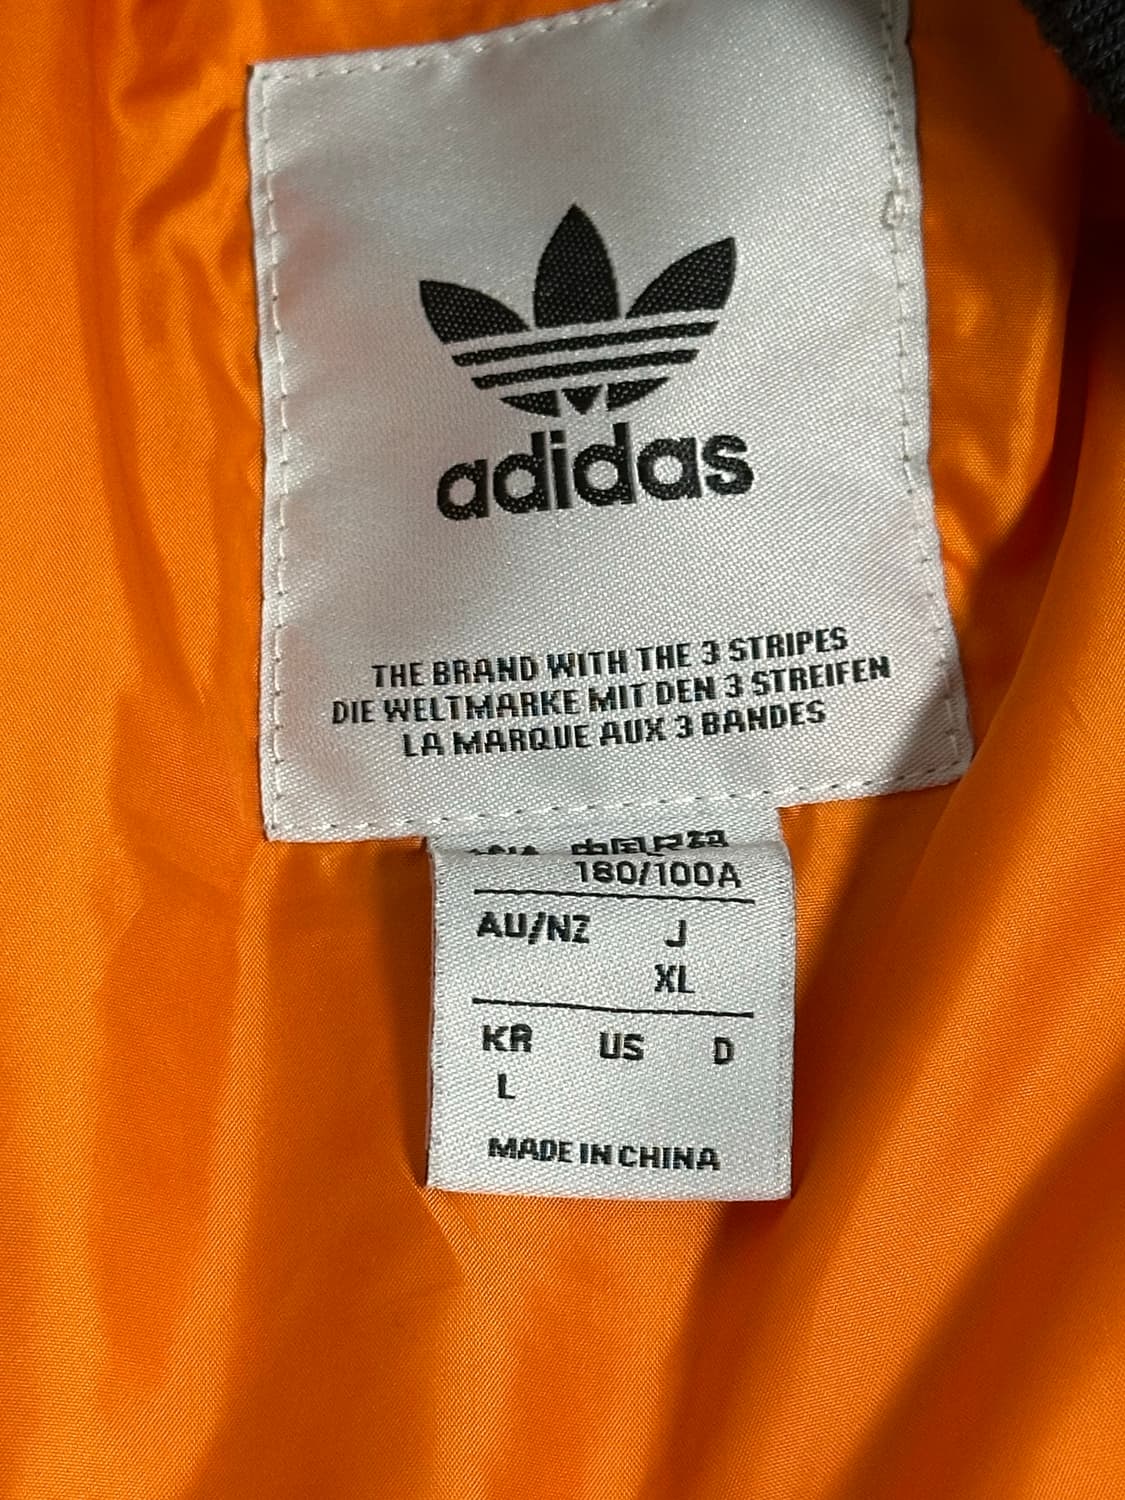 adidas
THE BRAND WITH THE 3 STRIPES
DIE WELTMARKE MIT DEN 3 STREIFEN
LA MARQUE AUX 3 BANDES
180/100A
AU/NZ J
XL
KR US D
L
MADE IN CHINA